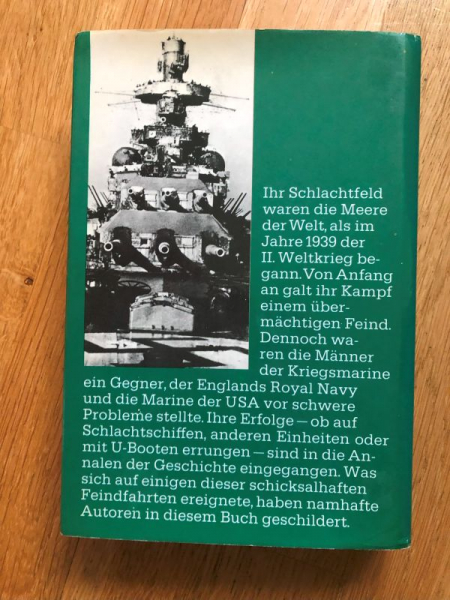 Ihr Schlachtfeld
waren die Meere
der Welt, als im
Jahre 1939 der
II. Weltkrieg be-
gann. Von Anfang
an galt ihr Kampf
einem über-
mächtigen Feind.
Dennoch wa-
ren die Männer
der Kriegsmarine
ein Gegner, der Englands Royal Navy
und die Marine der USA vor schwere
Probleme stellte. Ihre Erfolge – ob auf
Schlachtschiffen, anderen Einheiten oder
mit U-Booten errungen – sind in die An-
nalen der Geschichte eingegangen. Was
sich auf einigen dieser schicksalhaften
Feindfahrten ereignete, haben namhafte
Autoren in diesem Buch geschildert.